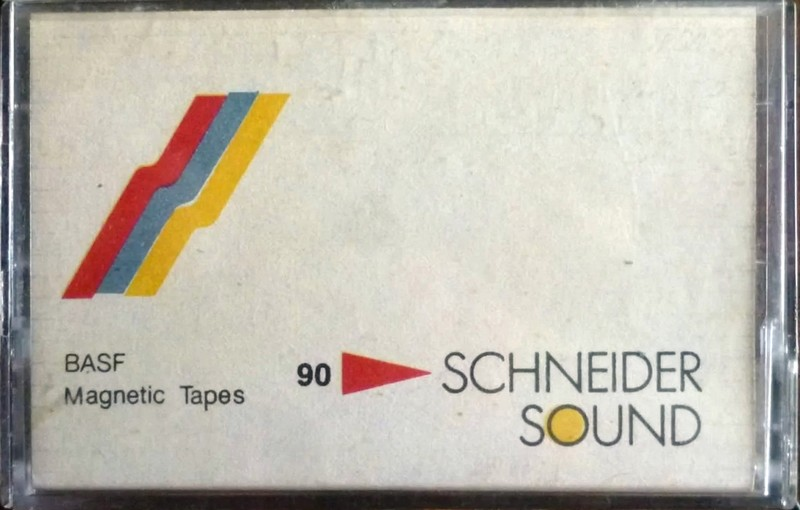 BASF
Magnetic Tapes
90
SCHNEIDER
SOUND